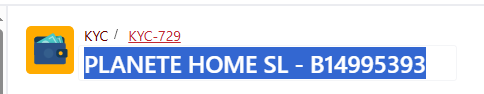 KYC / KYC-729
PLANETE HOME SL - B14995393